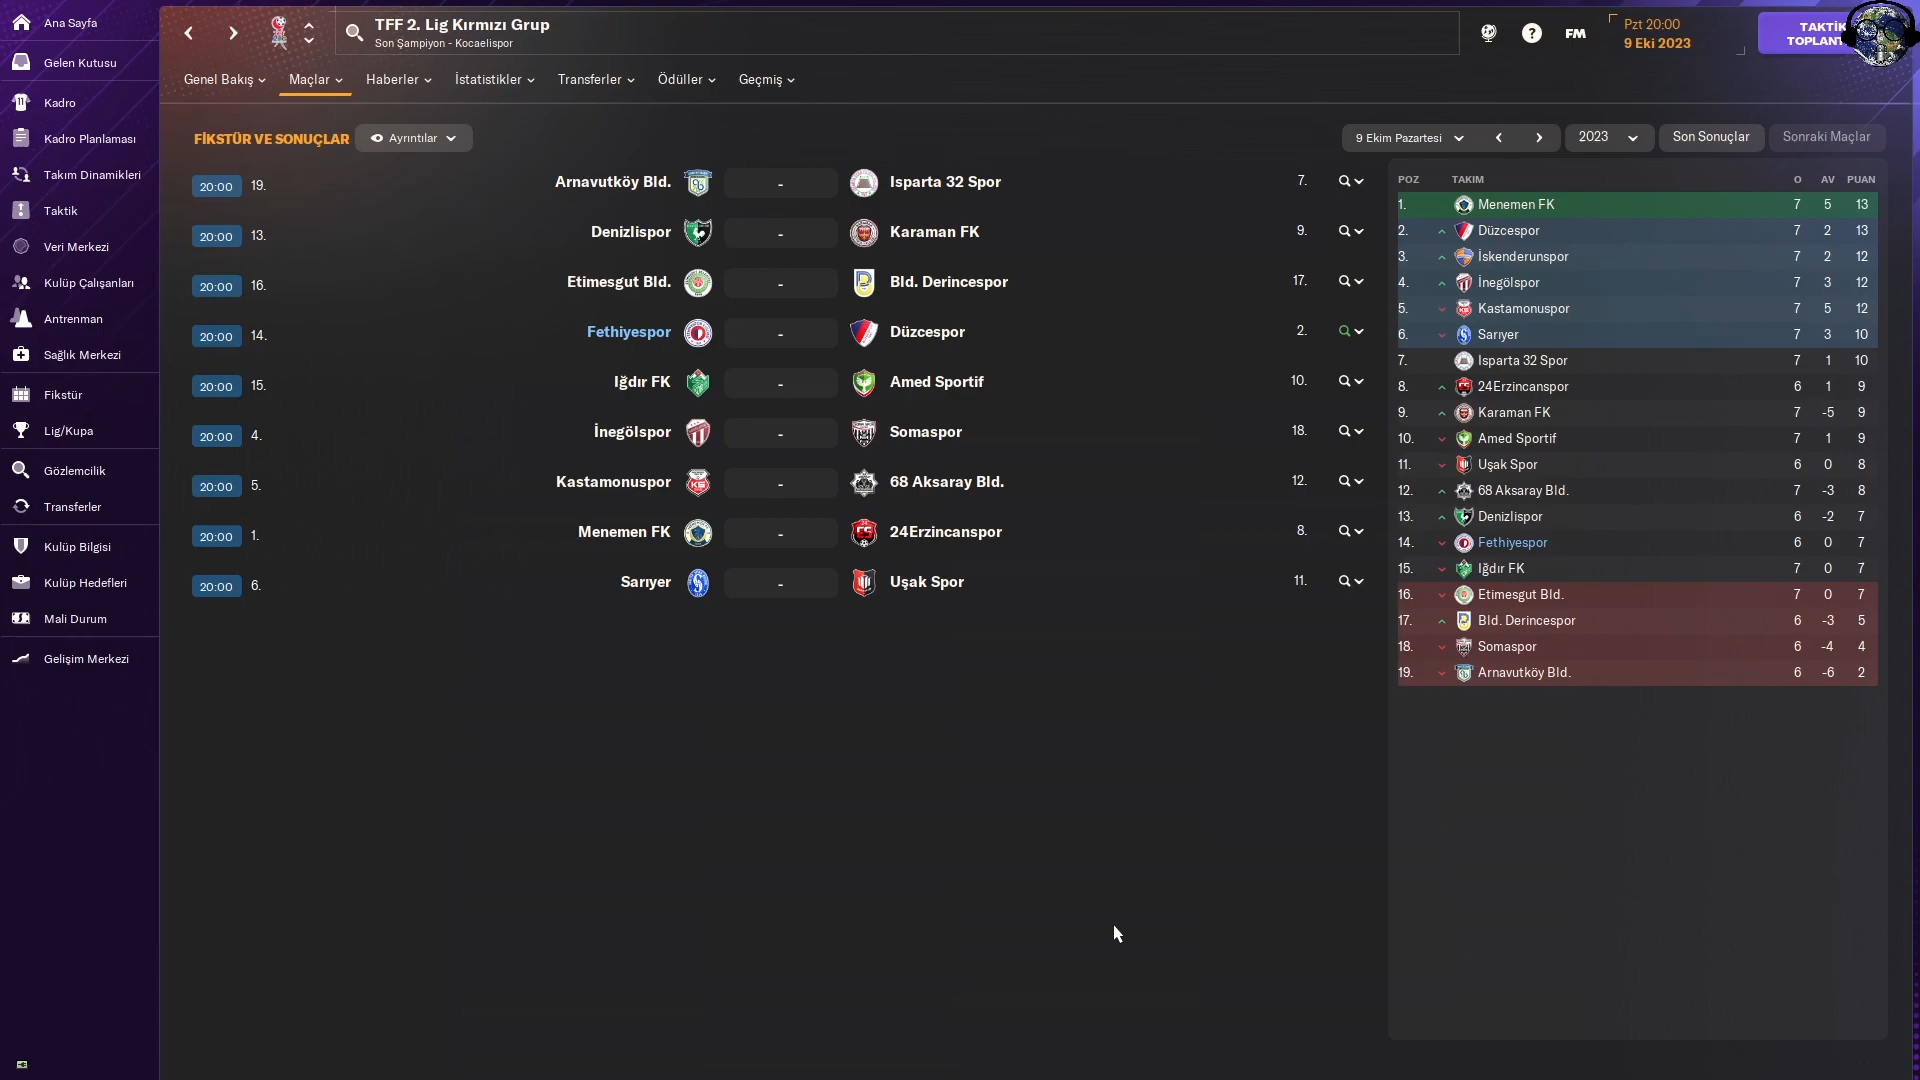 Ana Sayfa
Gelen Kutusu
Kadro
Kadro Planlaması
Takım Dinamikleri
Taktik
Veri Merkezi
Kulüp Çalışanları
Antrenman
Sağlık Merkezi
Fikstür
Lig/Kupa
Gözlemcilik
Transferler
Kulüp Bilgisi
Kulüp Hedefleri
Mali Durum
Gelişim Merkezi
TFF 2. Lig Kırmızı Grup
Son Şampiyon - Kocaelispor
? FM
Pzt 20:00
9 Eki 2023
TAKTİK
Genel Bakış Maçlar Haberler İstatistikler Transferler Ödüller Geçmiş
FİKSTÜR VE SONUÇLAR Ayrıntılar
9 Ekim Pazartesi 2023 Son Sonuçlar Sonraki Maçlar
20:00 19. Arnavutköy Bld. - Isparta 32 Spor 7.
20:00 13. Denizlispor - Karaman FK 9.
20:00 16. Etimesgut Bld. - Bld. Derincespor 17.
20:00 14. Fethiyespor - Düzcespor 2.
20:00 15. Iğdır FK - Amed Sportif 10.
20:00 4. İnegölspor - Somaspor 18.
20:00 5. Kastamonuspor - 68 Aksaray Bld. 12.
20:00 1. Menemen FK - 24Erzincanspor 8.
20:00 6. Sarıyer - Uşak Spor 11.
POZ TAKIM O AV PUAN
1. Menemen FK 7 5 13
2. Düzcespor 7 2 13
3. İskenderunspor 7 2 12
4. İnegölspor 7 3 12
5. Kastamonuspor 7 5 12
6. Sarıyer 7 3 10
7. Isparta 32 Spor 7 1 10
8. 24Erzincanspor 6 1 9
9. Karaman FK 7 -5 9
10. Amed Sportif 7 1 9
11. Uşak Spor 6 0 8
12. 68 Aksaray Bld. 7 -3 8
13. Denizlispor 6 -2 7
14. Fethiyespor 6 0 7
15. Iğdır FK 7 0 7
16. Etimesgut Bld. 7 0 7
17. Bld. Derincespor 6 -3 5
18. Somaspor 6 -4 4
19. Arnavutköy Bld. 6 -6 2